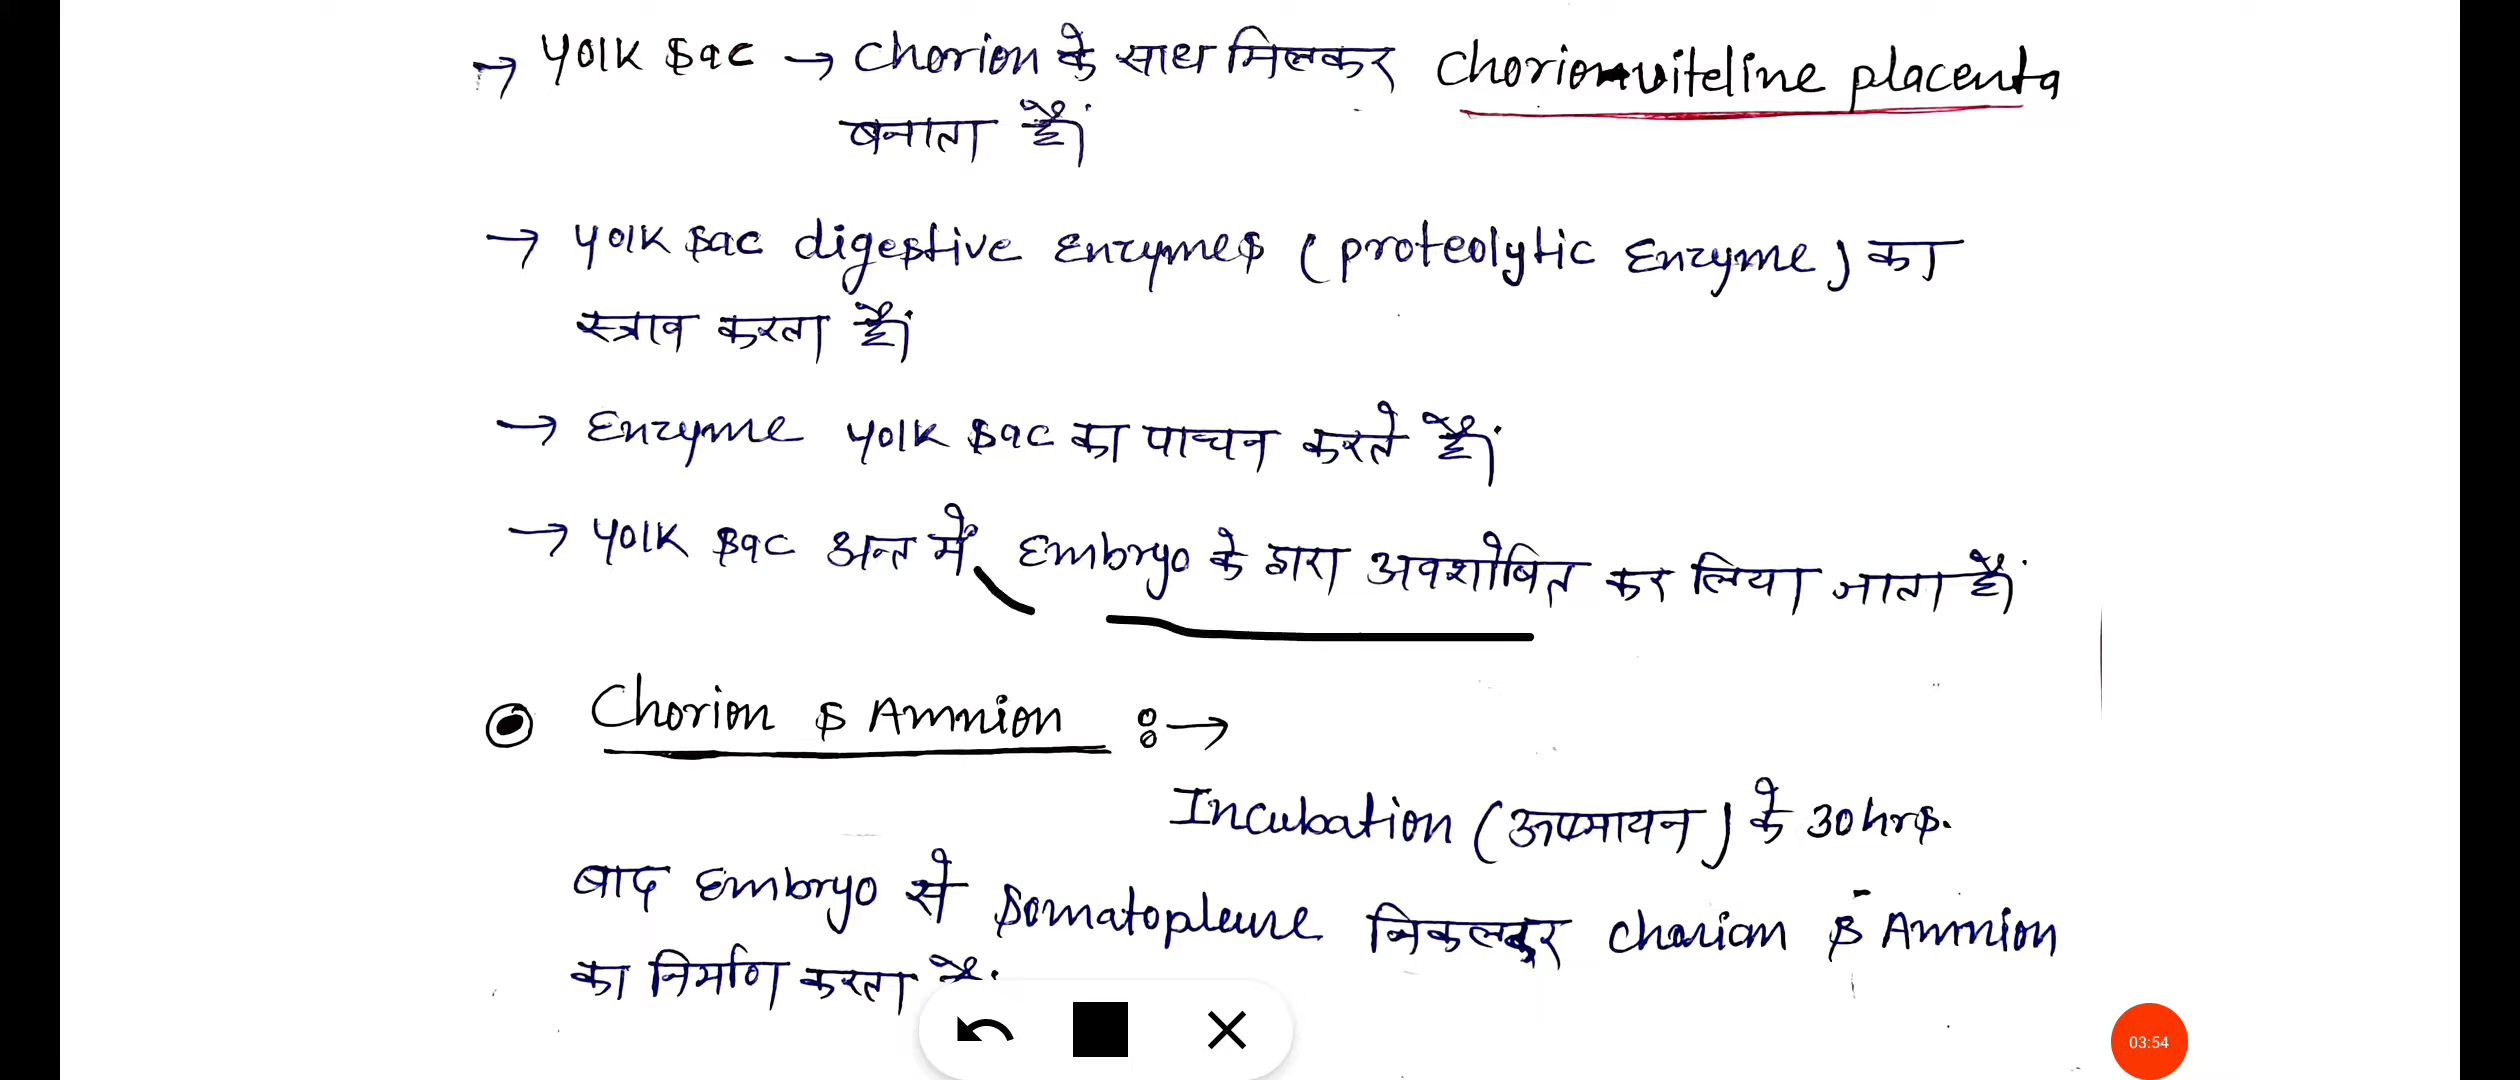 → Yolk Sac → Chorion के साथ मिलकर Chorionviteline placenta
बनाता है।
→ Yolk Sac digestive Enzymes (proteolytic Enzyme) का
स्त्राव करता है।
→ Enzyme Yolk Sac का पाचन करते हैं।
→ Yolk Sac अन्त में Embryo के द्वारा अवशोषित कर लिया जाता है।
Chorion & Amnion :→
Incubation (ऊष्मायन) के 30 hrs.
बाद Embryo से Somatopleure निकलकर Chorion & Amnion
का निर्माण करता है.
03:54